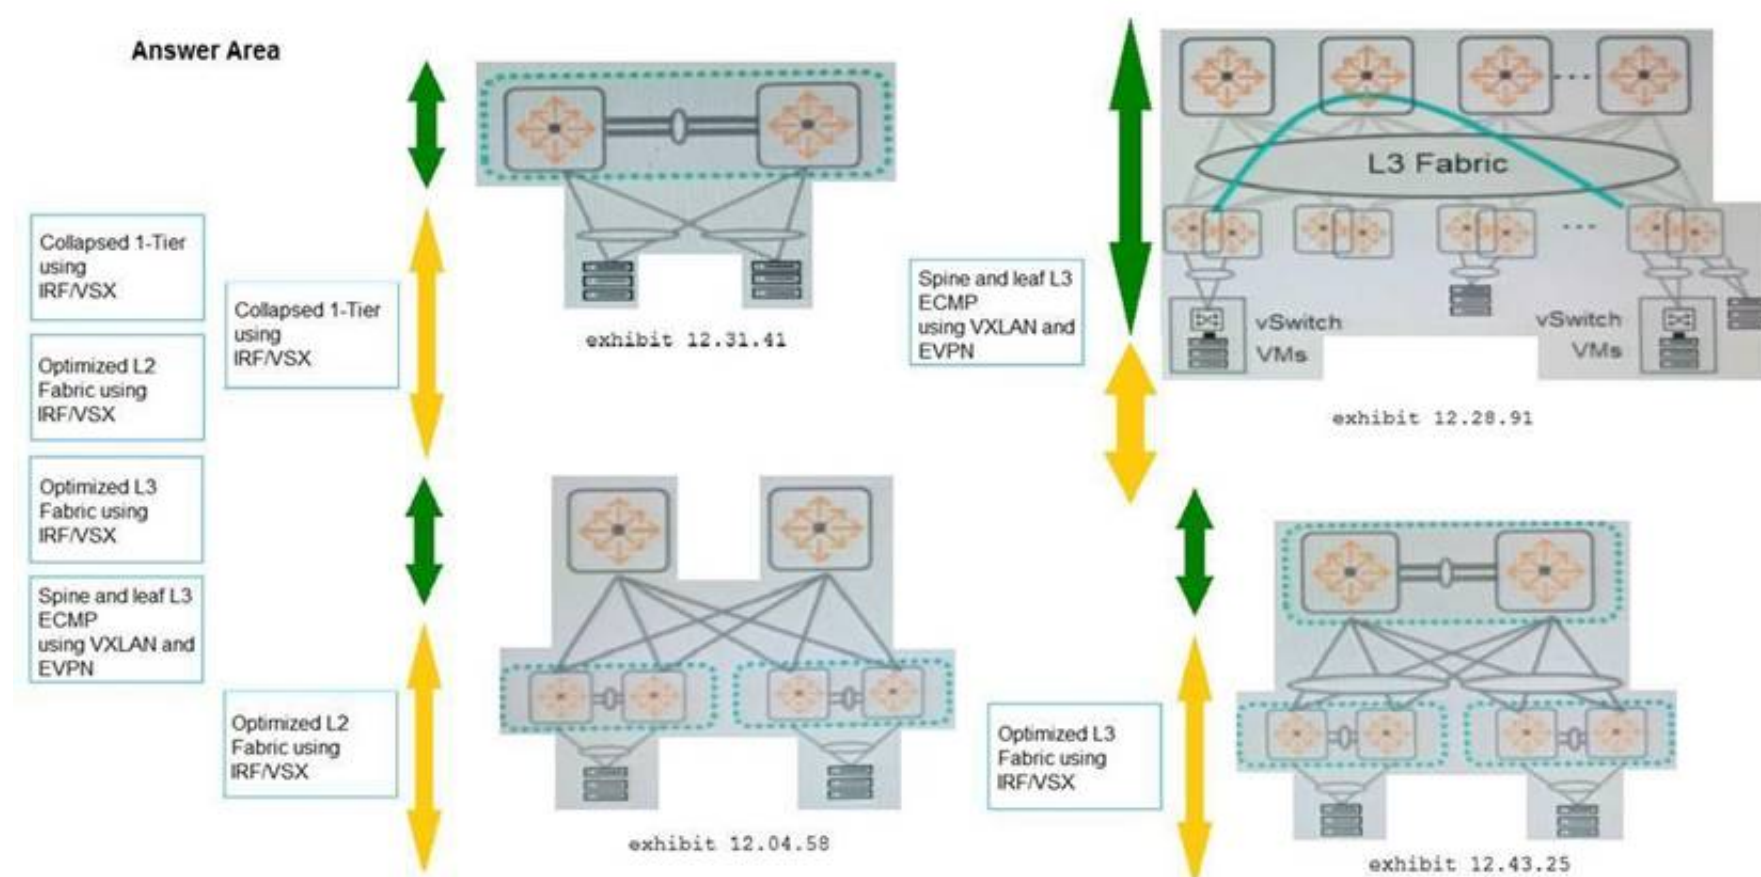 Answer Area
Collapsed 1-Tier
using
IRF/VSX
Optimized L2
Fabric using
IRF/VSX
Optimized L3
Fabric using
IRF/VSX
Spine and leaf L3
ECMP
using VXLAN and
EVPN
Collapsed 1-Tier
using
IRF/VSX
exhibit 12.31.41
Optimized L2
Fabric using
IRF/VSX
exhibit 12.04.58
Spine and leaf L3
ECMP
using VXLAN and
EVPN
L3 Fabric
vSwitch
VMs
vSwitch
VMs
exhibit 12.28.91
Optimized L3
Fabric using
IRF/VSX
exhibit 12.43.25